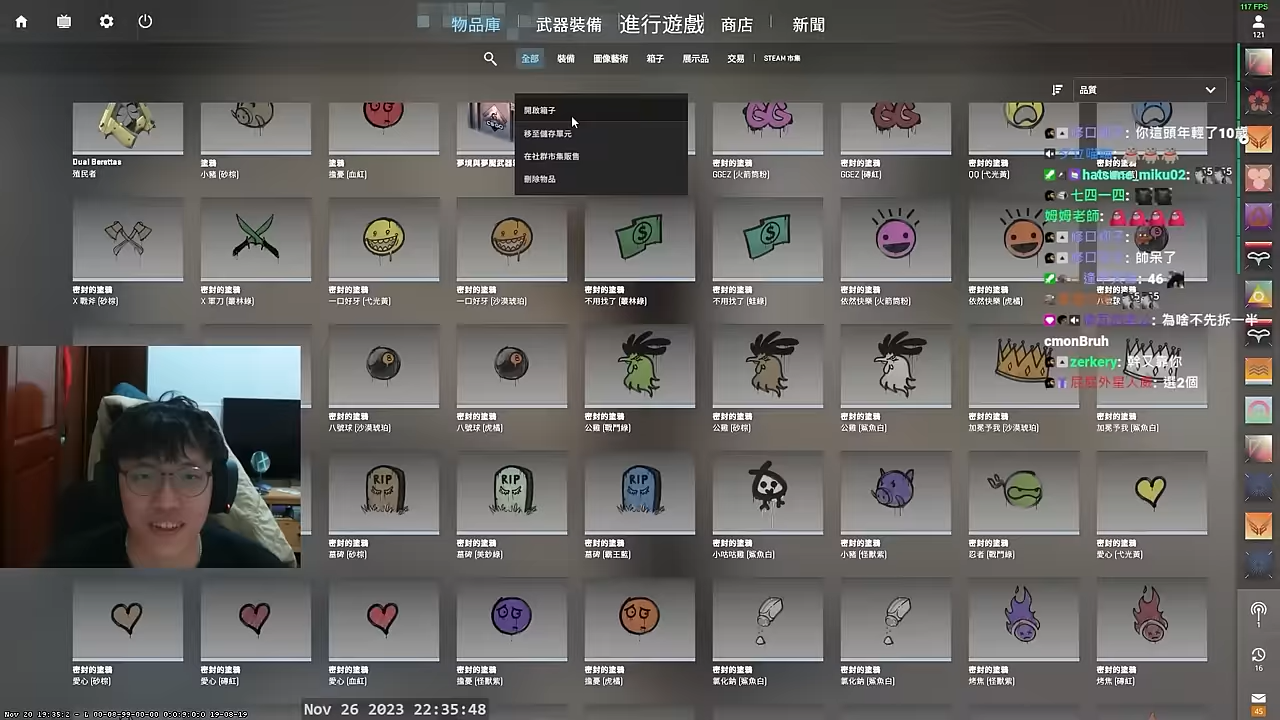 117 FPS
物品庫
武器裝備
進行遊戲
商店
新聞
121
全部
裝備
圖像藝術
箱子
展示品
交易
STEAM 市集
品質
開啟箱子
移至儲存單元
在社群市集販售
刪除物品
Dual Berettas
殖民者
塗鴉
小豬 (砂棕)
塗鴉
擔憂 (血紅)
夢境與夢魘武器
密封的塗鴉
GGEZ (火箭筒粉)
密封的塗鴉
GGEZ (磚紅)
密封的塗鴉
QQ (弋光黃)
: 你這頭年輕了10歲
hatsune_miku02:
七四一四:
姆姆老師:
: 帥呆了
: 46
: 為啥不先拆一半
cmonBruh
zerkery: 幹又靠你
: 選2個
密封的塗鴉
X 戰斧 (砂棕)
密封的塗鴉
X 軍刀 (叢林綠)
密封的塗鴉
一口好牙 (弋光黃)
密封的塗鴉
一口好牙 (沙漠琥珀)
密封的塗鴉
不用找了 (叢林綠)
密封的塗鴉
不用找了 (蛙綠)
密封的塗鴉
依然快樂 (火箭筒粉)
密封的塗鴉
依然快樂 (虎橘)
密封的塗鴉
八號球 (沙漠琥珀)
密封的塗鴉
八號球 (虎橘)
密封的塗鴉
公雞 (戰鬥綠)
密封的塗鴉
公雞 (砂棕)
密封的塗鴉
公雞 (鯊魚白)
密封的塗鴉
加冕予我 (沙漠琥珀)
密封的塗鴉
加冕予我 (鯊魚白)
RIP
RIP
RIP
密封的塗鴉
墓碑 (砂棕)
密封的塗鴉
墓碑 (美鈔綠)
密封的塗鴉
墓碑 (霸王藍)
密封的塗鴉
小咕咕雞 (鯊魚白)
密封的塗鴉
小豬 (怪獸紫)
密封的塗鴉
忍者 (戰鬥綠)
密封的塗鴉
愛心 (弋光黃)
密封的塗鴉
愛心 (砂棕)
密封的塗鴉
愛心 (磚紅)
密封的塗鴉
愛心 (血紅)
密封的塗鴉
擔憂 (怪獸紫)
密封的塗鴉
擔憂 (虎橘)
密封的塗鴉
氯化鈉 (鯊魚白)
密封的塗鴉
氯化鈉 (鯊魚白)
密封的塗鴉
烤焦 (怪獸紫)
密封的塗鴉
烤焦 (磚紅)
1
16
45
Nov 26 2023 22:35:48